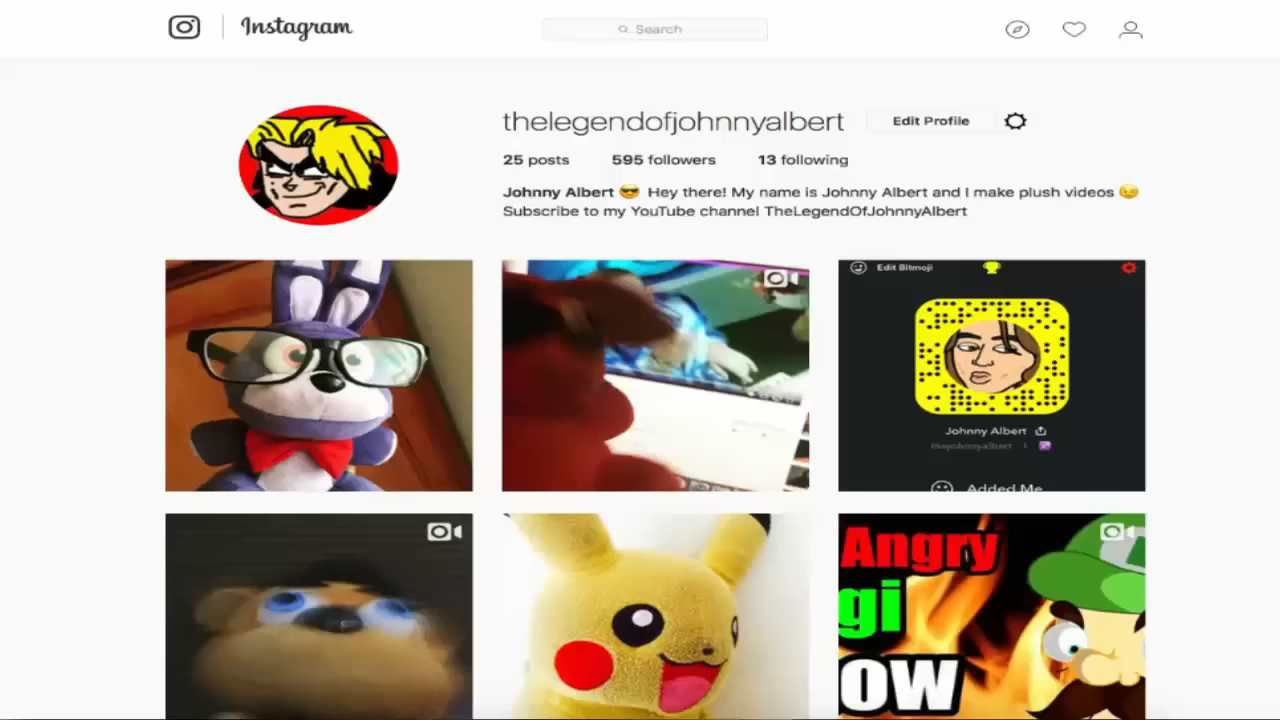 Instagram
Search
thelegendofjohnnyalbert Edit Profile
25 posts 595 followers 13 following
Johnny Albert 😎 Hey there! My name is Johnny Albert and I make plush videos 😉
Subscribe to my YouTube channel TheLegendOfJohnnyAlbert
Edit Bitmoji
Johnny Albert
Added Me
Angry
gi
OW